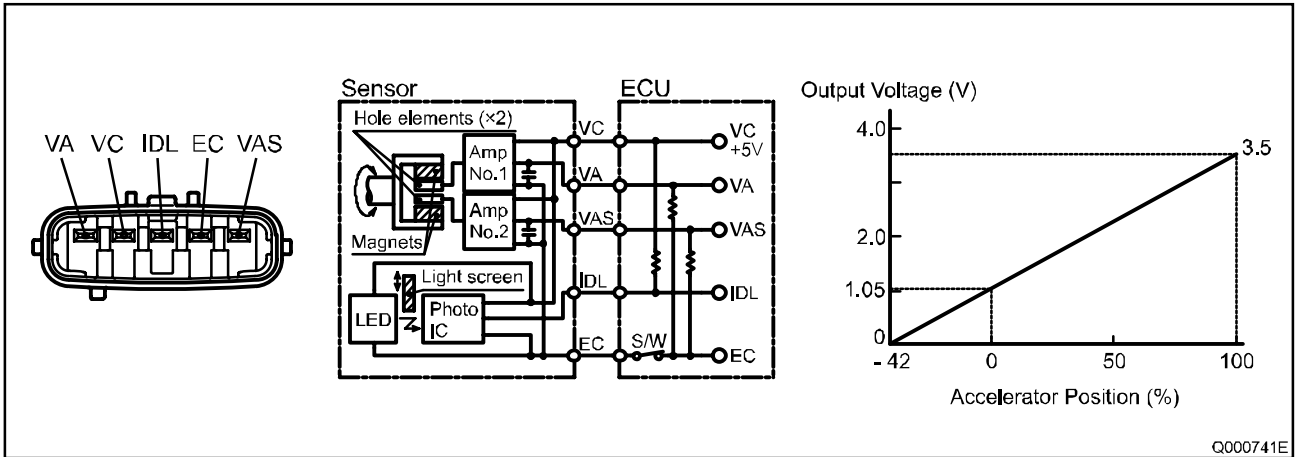 VA VC IDL EC VAS
Sensor
Hole elements (×2)
Amp
No.1
Amp
No.2
Magnets
Light screen
LED
Photo
IC
VC
VA
VAS
IDL
EC
ECU
VC
+5V
VA
VAS
IDL
S/W
EC
Output Voltage (V)
4.0
3.5
2.0
1.05
0
- 42
0
50
100
Accelerator Position (%)
Q000741E